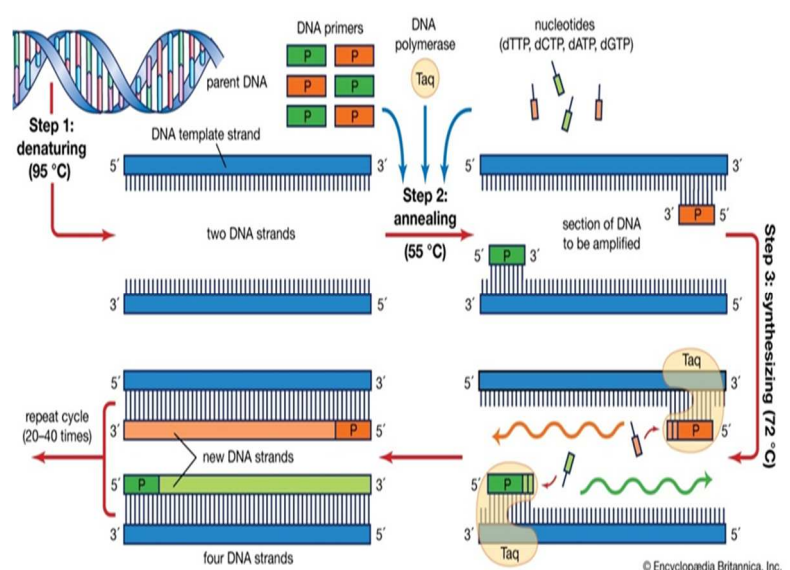 DNA primers
P P
P P
P P
DNA
polymerase
Taq
nucleotides
(dTTP, dCTP, dATP, dGTP)
parent DNA
Step 1:
denaturing
(95 °C)
DNA template strand
5′ 3′
two DNA strands
3′ 5′
Step 2:
annealing
(55 °C)
5′ 3′
3′ P 5′
section of DNA
to be amplified
5′ P 3′
3′ 5′
Step 3: synthesizing (72 °C)
Taq
5′ 3′
P 5′
5′ P
3′ 5′
Taq
5′ 3′
3′ P 5′
new DNA strands
5′ P 3′
3′ 5′
four DNA strands
repeat cycle
(20–40 times)
© Encyclopædia Britannica, Inc.